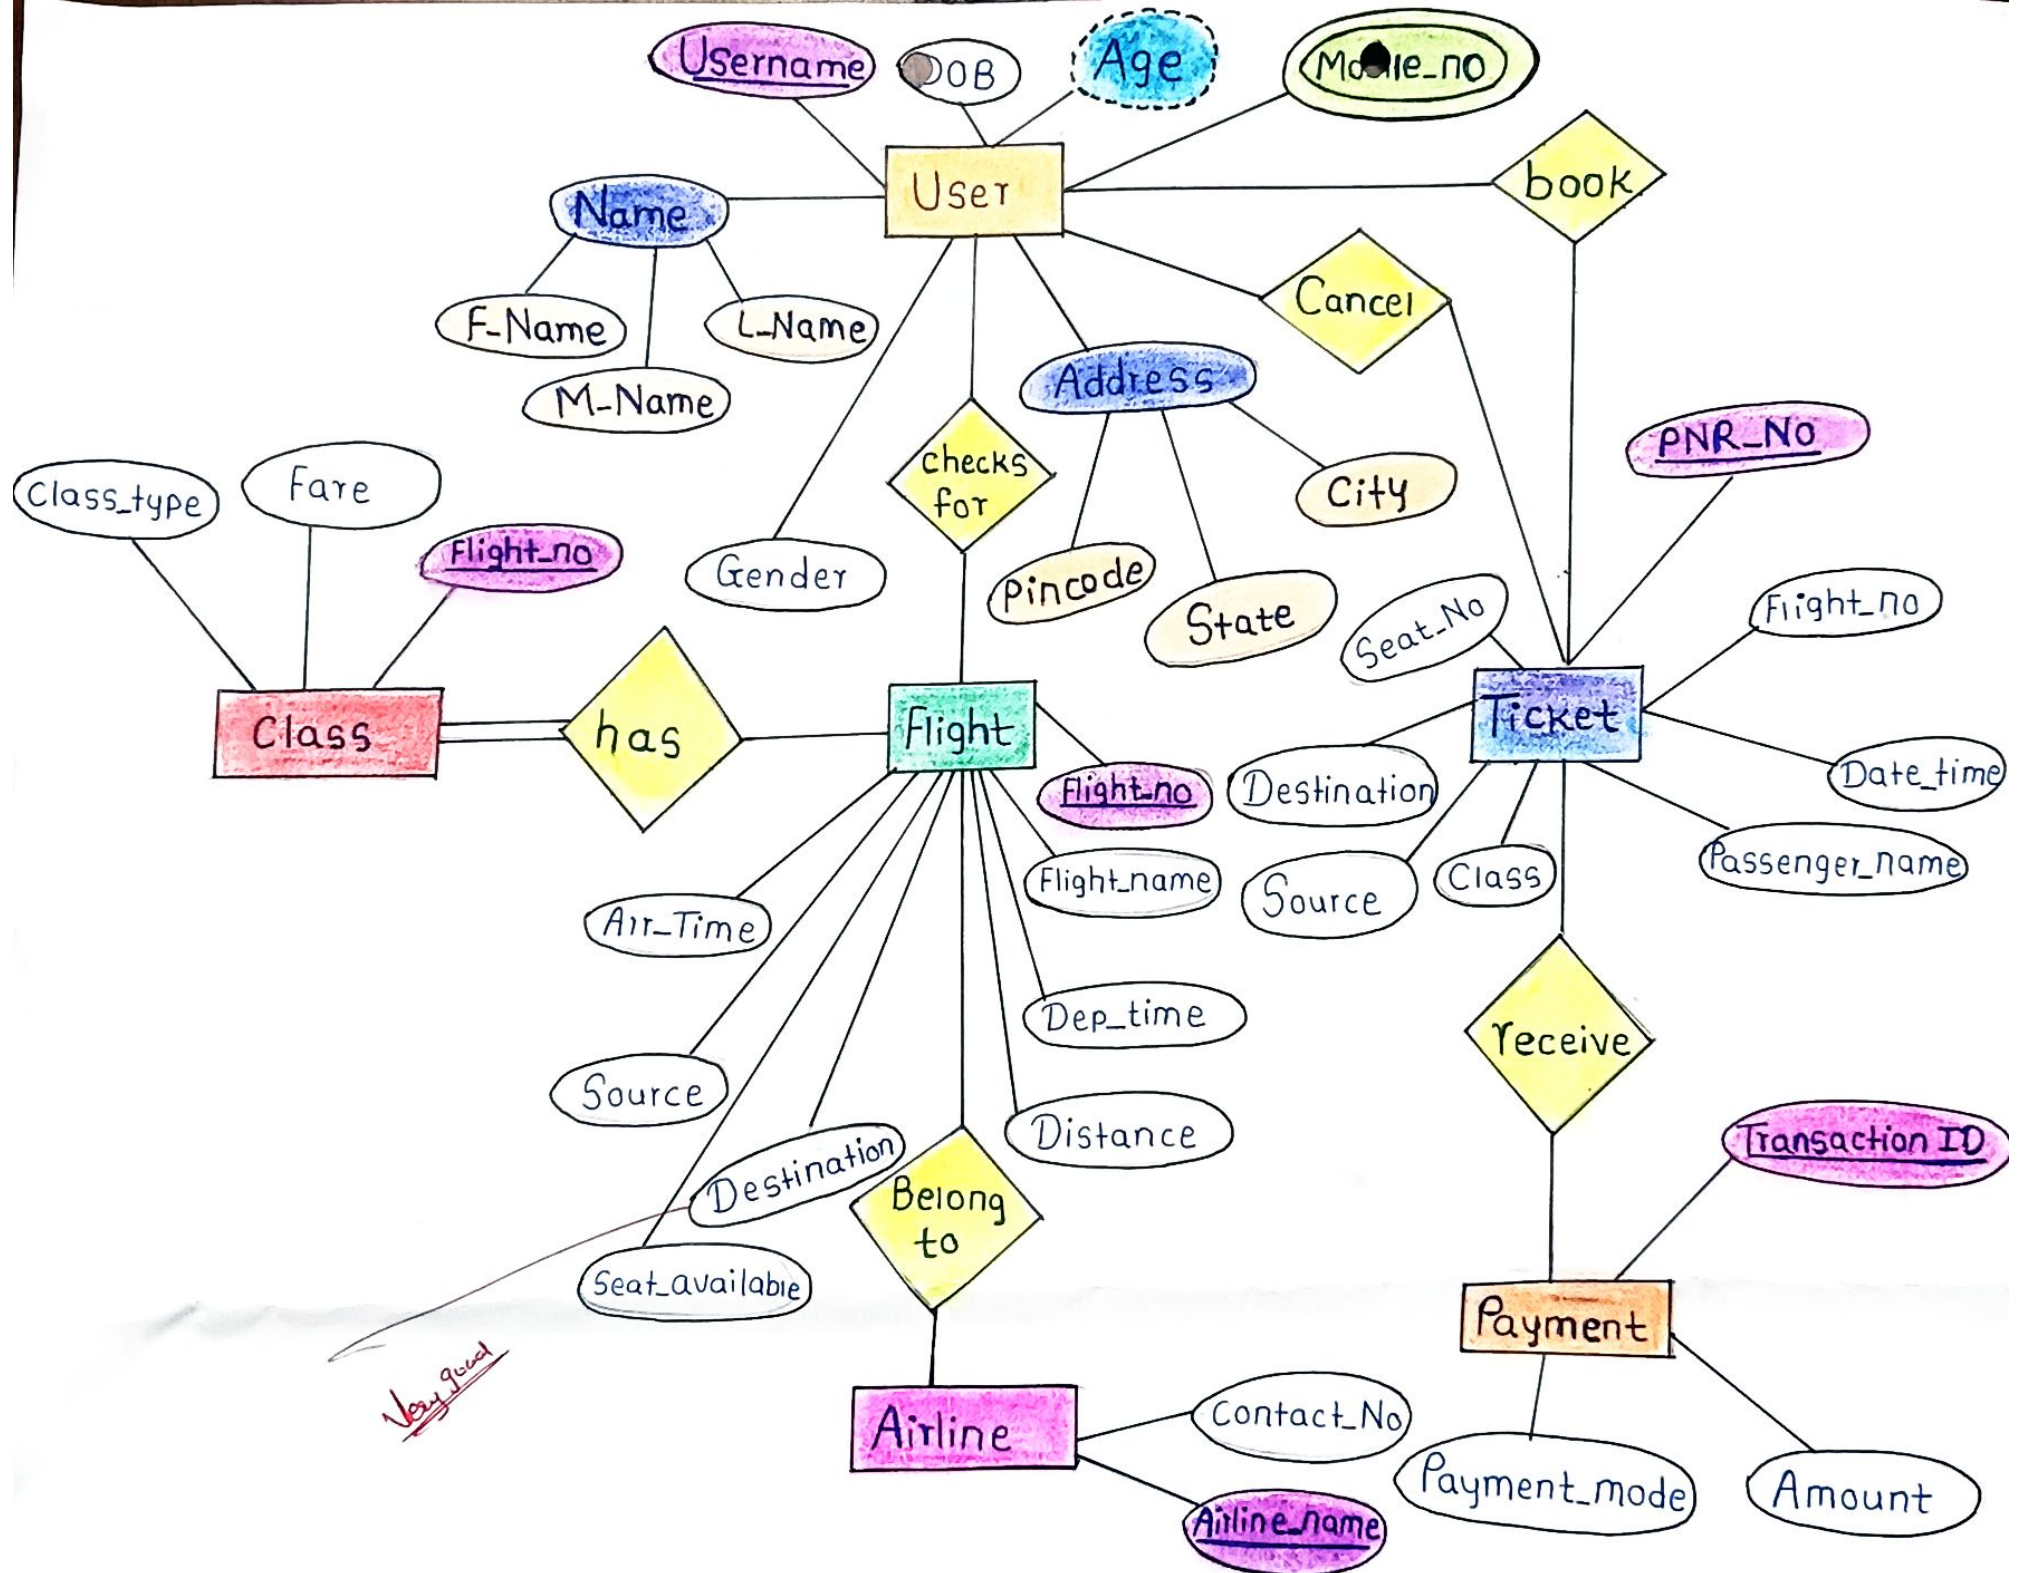 Username
DOB
Age
User
book
Name
Cancel
F_Name
L_Name
M_Name
Address
checks
for
PNR_No
City
Class_type
Fare
Flight_no
Gender
Pincode
State
Seat_No
Flight_no
Class
has
Flight
Ticket
Flight_no
Destination
Date_time
Flight_name
Source
Class
Passenger_name
Air_Time
Dep_time
receive
Source
Distance
Transaction ID
Destination
Belong
to
Seat_available
Payment
Very good
Airline
Contact_No
Payment_mode
Amount
Airline_name